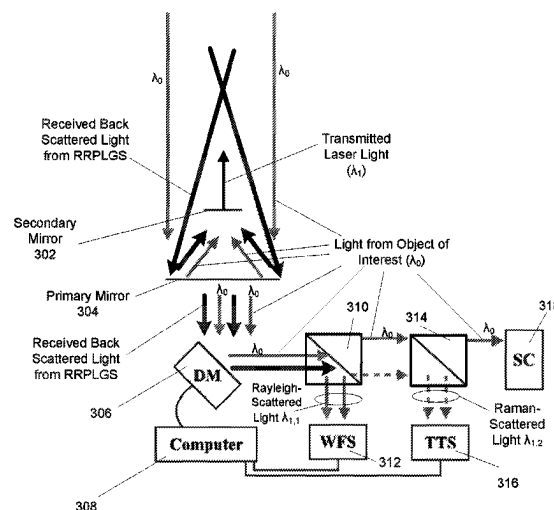 λ0
λ0
Received Back
Scattered Light
from RRPLGS
Transmitted
Laser Light
(λ1)
Secondary
Mirror
302
Light from Object of
Interest (λ0)
Primary Mirror
304
λ0
λ0
310
314
318
λ0
λ0
λ0
SC
Received Back
Scattered Light
from RRPLGS
DM
306
Rayleigh-
Scattered
Light λ1,1
Raman-
Scattered
Light λ1,2
Computer
WFS
TTS
308
312
316